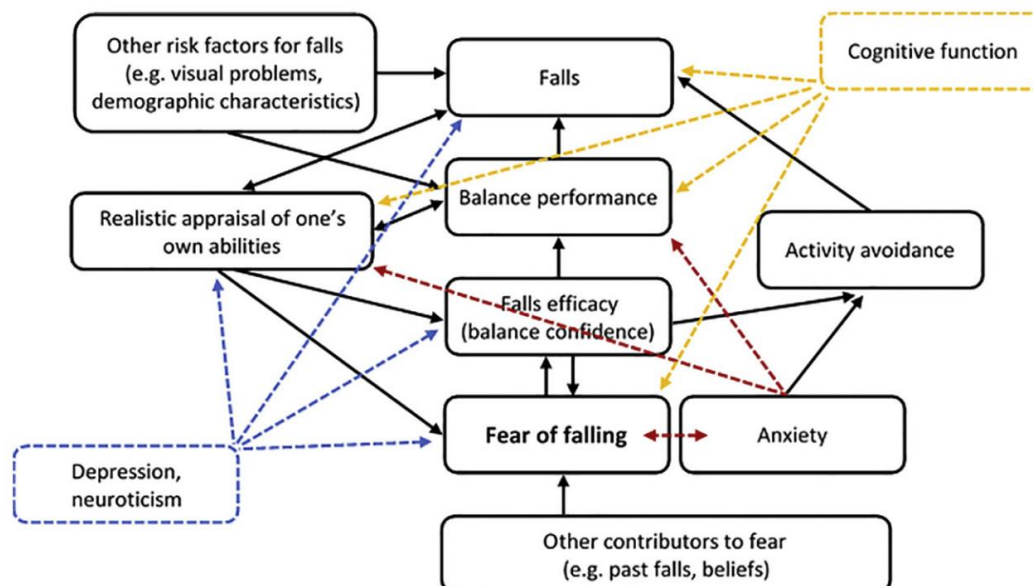 Other risk factors for falls
(e.g. visual problems,
demographic characteristics)
Falls
Cognitive function
Balance performance
Realistic appraisal of one’s
own abilities
Activity avoidance
Falls efficacy
(balance confidence)
Fear of falling
Anxiety
Depression,
neuroticism
Other contributors to fear
(e.g. past falls, beliefs)